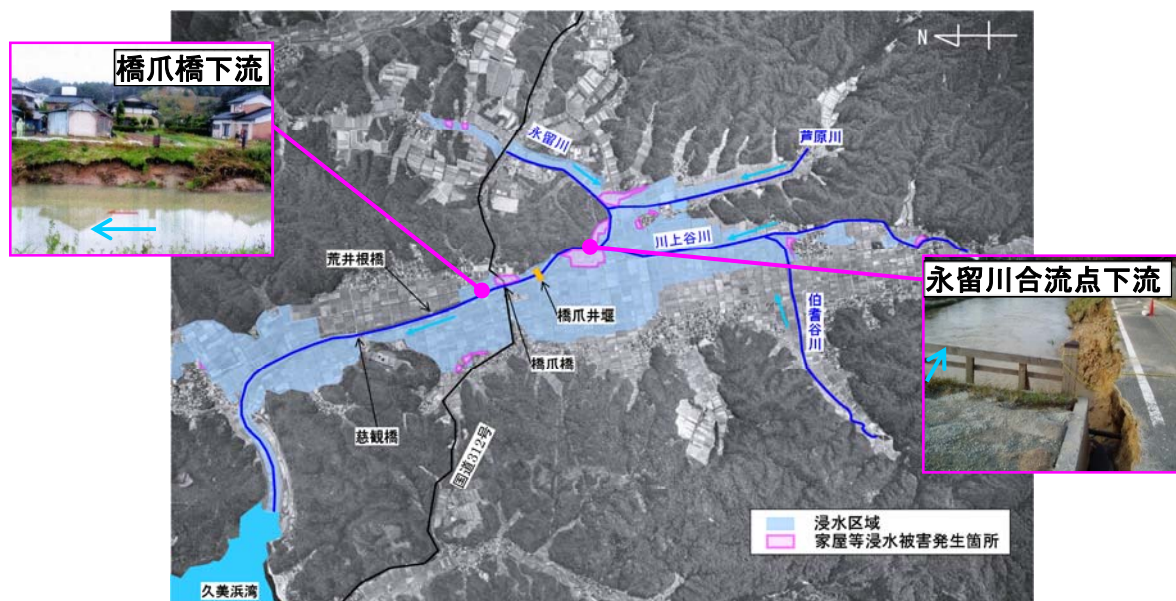 橋爪橋下流
N
永留川
芦原川
川上谷川
荒井根橋
永留川合流点下流
伯耆谷川
橋爪井堰
橋爪橋
慈観橋
国道312号
浸水区域
家屋等浸水被害発生箇所
久美浜湾